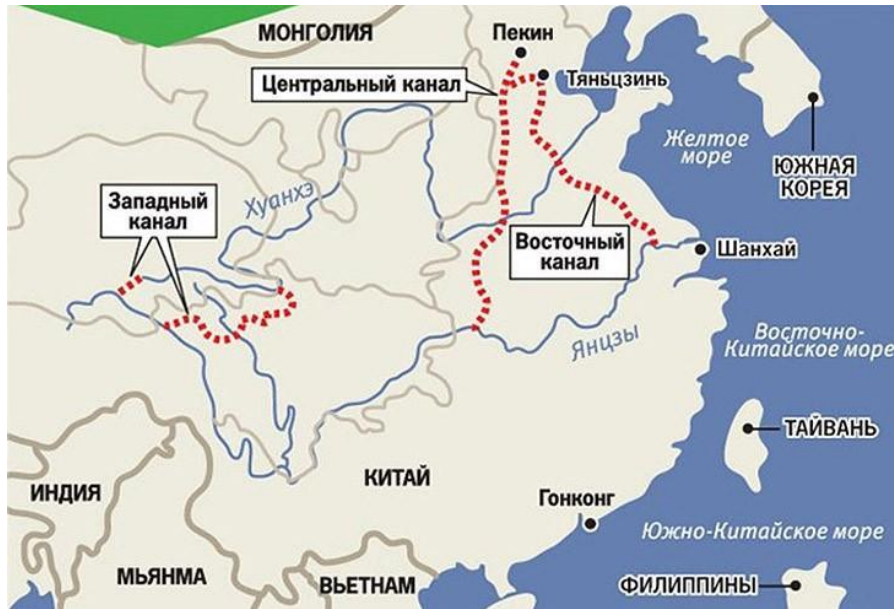 МОНГОЛИЯ
Пекин
Центральный канал
Тяньцзинь
Желтое
море
ЮЖНАЯ
КОРЕЯ
Западный
канал
Хуанхэ
Восточный
канал
Шанхай
Янцзы
Восточно-
Китайское море
ТАЙВАНЬ
ИНДИЯ
КИТАЙ
Гонконг
Южно-Китайское море
МЬЯНМА
ВЬЕТНАМ
ФИЛИППИНЫ